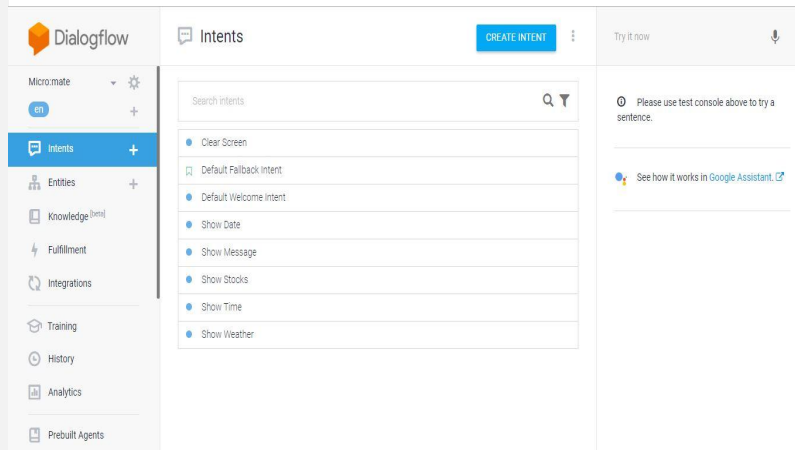 Dialogflow
Micro:mate
en
Intents
Entities
Knowledge [beta]
Fulfillment
Integrations
Training
History
Analytics
Prebuilt Agents
Intents
CREATE INTENT
Search intents
Clear Screen
Default Fallback Intent
Default Welcome Intent
Show Date
Show Message
Show Stocks
Show Time
Show Weather
Try it now
Please use test console above to try a
sentence.
See how it works in Google Assistant.